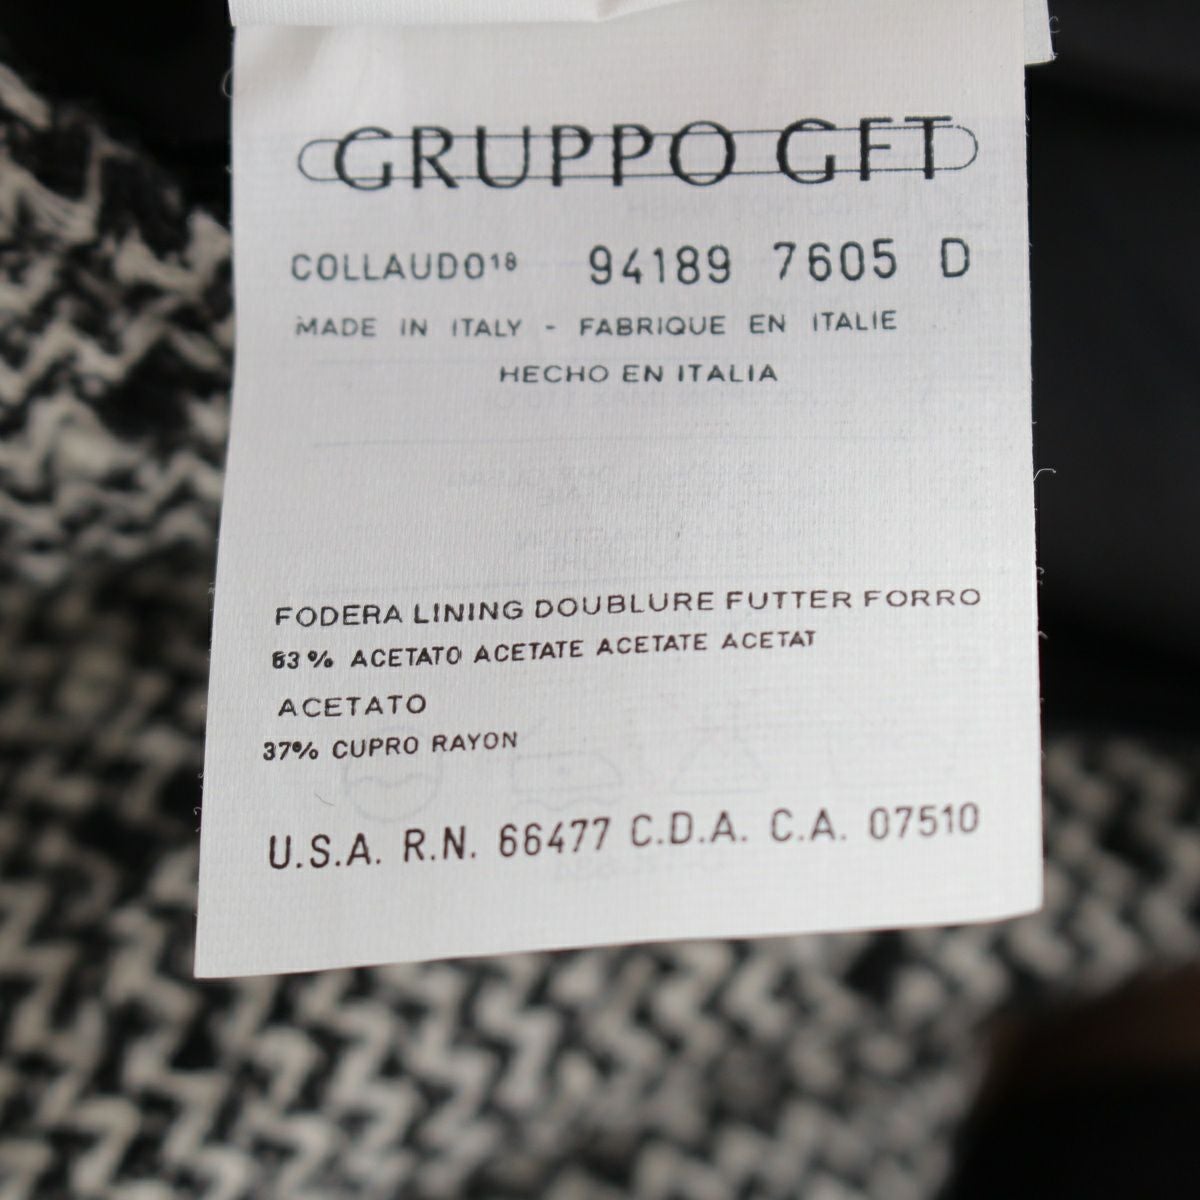 GRUPPO GFT
COLLAUDO¹⁸ 94189 7605 D
MADE IN ITALY - FABRIQUE EN ITALIE
HECHO EN ITALIA
FODERA LINING DOUBLURE FUTTER FORRO
63% ACETATO ACETATE ACETATE ACETAT
ACETATO
37% CUPRO RAYON
U.S.A. R.N. 66477 C.D.A. C.A. 07510